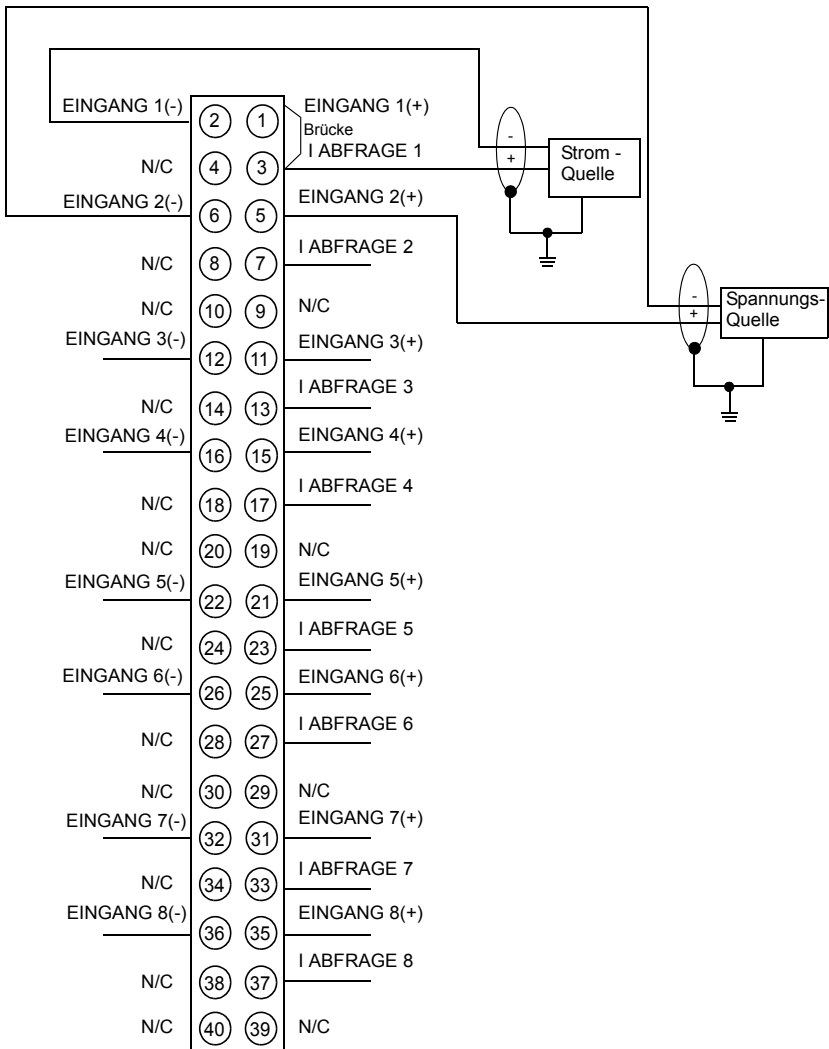 EINGANG 1(-) 2 1 EINGANG 1(+)
Brücke
N/C 4 3 I ABFRAGE 1
EINGANG 2(-) 6 5 EINGANG 2(+)
N/C 8 7 I ABFRAGE 2
N/C 10 9 N/C
EINGANG 3(-) 12 11 EINGANG 3(+)
N/C 14 13 I ABFRAGE 3
EINGANG 4(-) 16 15 EINGANG 4(+)
N/C 18 17 I ABFRAGE 4
N/C 20 19 N/C
EINGANG 5(-) 22 21 EINGANG 5(+)
N/C 24 23 I ABFRAGE 5
EINGANG 6(-) 26 25 EINGANG 6(+)
N/C 28 27 I ABFRAGE 6
N/C 30 29 N/C
EINGANG 7(-) 32 31 EINGANG 7(+)
N/C 34 33 I ABFRAGE 7
EINGANG 8(-) 36 35 EINGANG 8(+)
N/C 38 37 I ABFRAGE 8
N/C 40 39 N/C
-
+
Strom -
Quelle
-
+
Spannungs-
Quelle